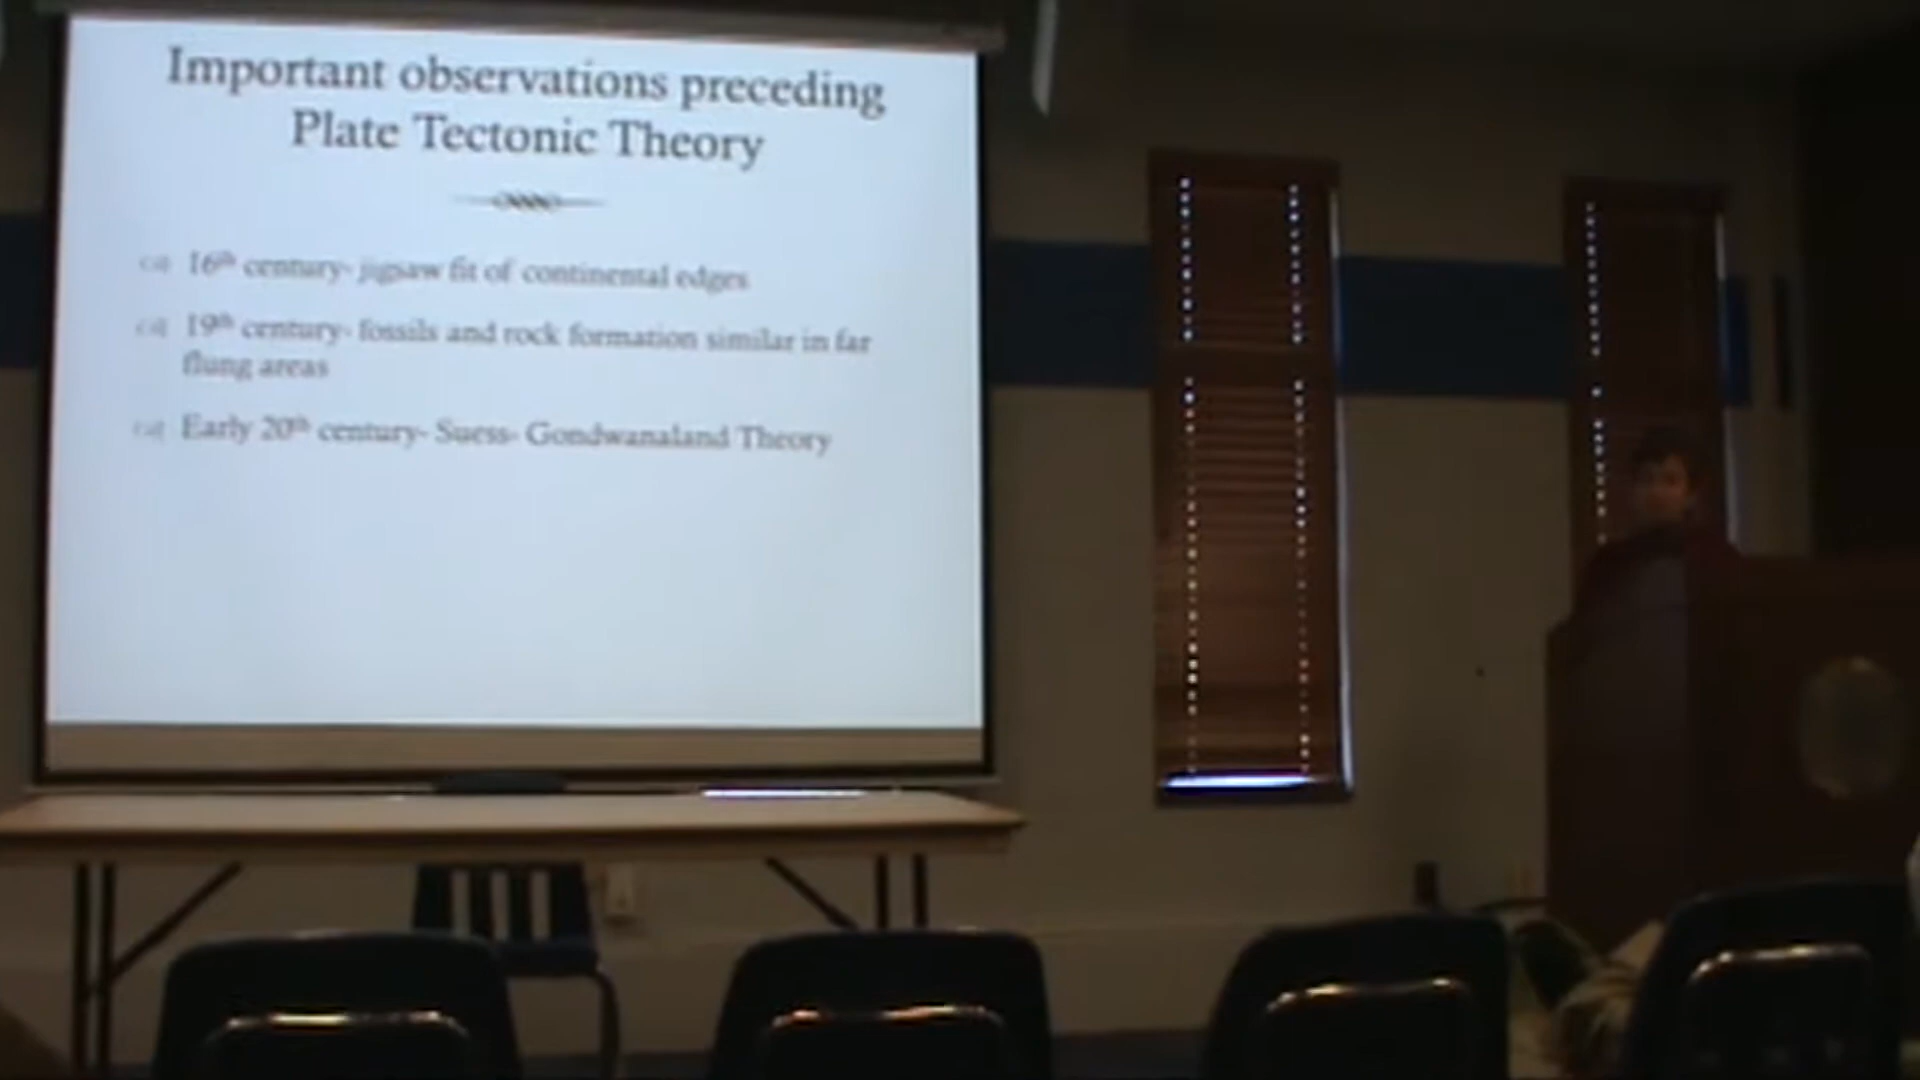 Important observations preceding
Plate Tectonic Theory
16th century- jigsaw fit of continental edges
19th century- fossils and rock formation similar in far
flung areas
Early 20th century- Suess- Gondwanaland Theory